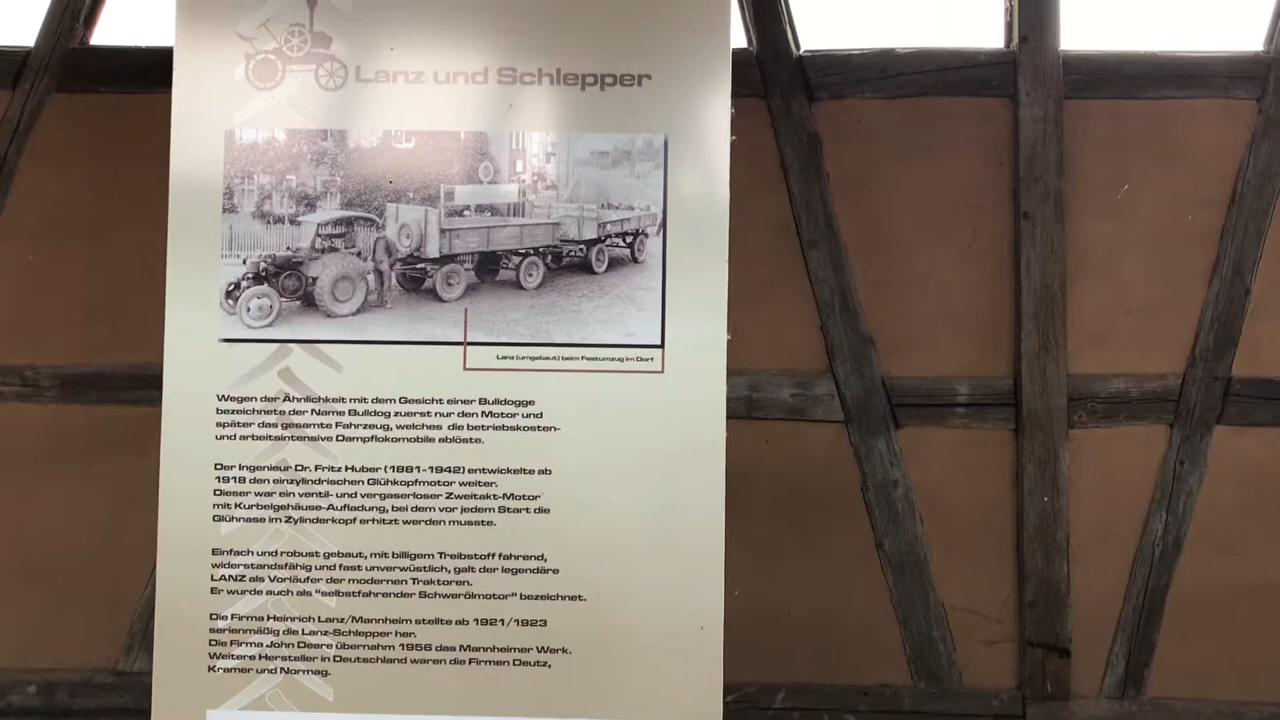 Lanz und Schlepper
Lanz (umgebaut) beim Festumzug im Dorf
Wegen der Ähnlichkeit mit dem Gesicht einer Bulldogge
bezeichnete der Name Bulldog zuerst nur den Motor und
später das gesamte Fahrzeug, welches die betriebskosten-
und arbeitsintensive Dampflokomobile ablöste.
Der Ingenieur Dr. Fritz Huber (1881-1942) entwickelte ab
1918 den einzylindrischen Glühkopfmotor weiter.
Dieser war ein ventil- und vergaserloser Zweitakt-Motor
mit Kurbelgehäuse-Aufladung, bei dem vor jedem Start die
Glühnase im Zylinderkopf erhitzt werden musste.
Einfach und robust gebaut, mit billigem Treibstoff fahrend,
widerstandsfähig und fast unverwüstlich, galt der legendäre
LANZ als Vorläufer der modernen Traktoren.
Er wurde auch als "selbstfahrender Schwerölmotor" bezeichnet.
Die Firma Heinrich Lanz/Mannheim stellte ab 1921/1923
serienmäßig die Lanz-Schlepper her.
Die Firma John Deere übernahm 1956 das Mannheimer Werk.
Weitere Hersteller in Deutschland waren die Firmen Deutz,
Kramer und Normag.